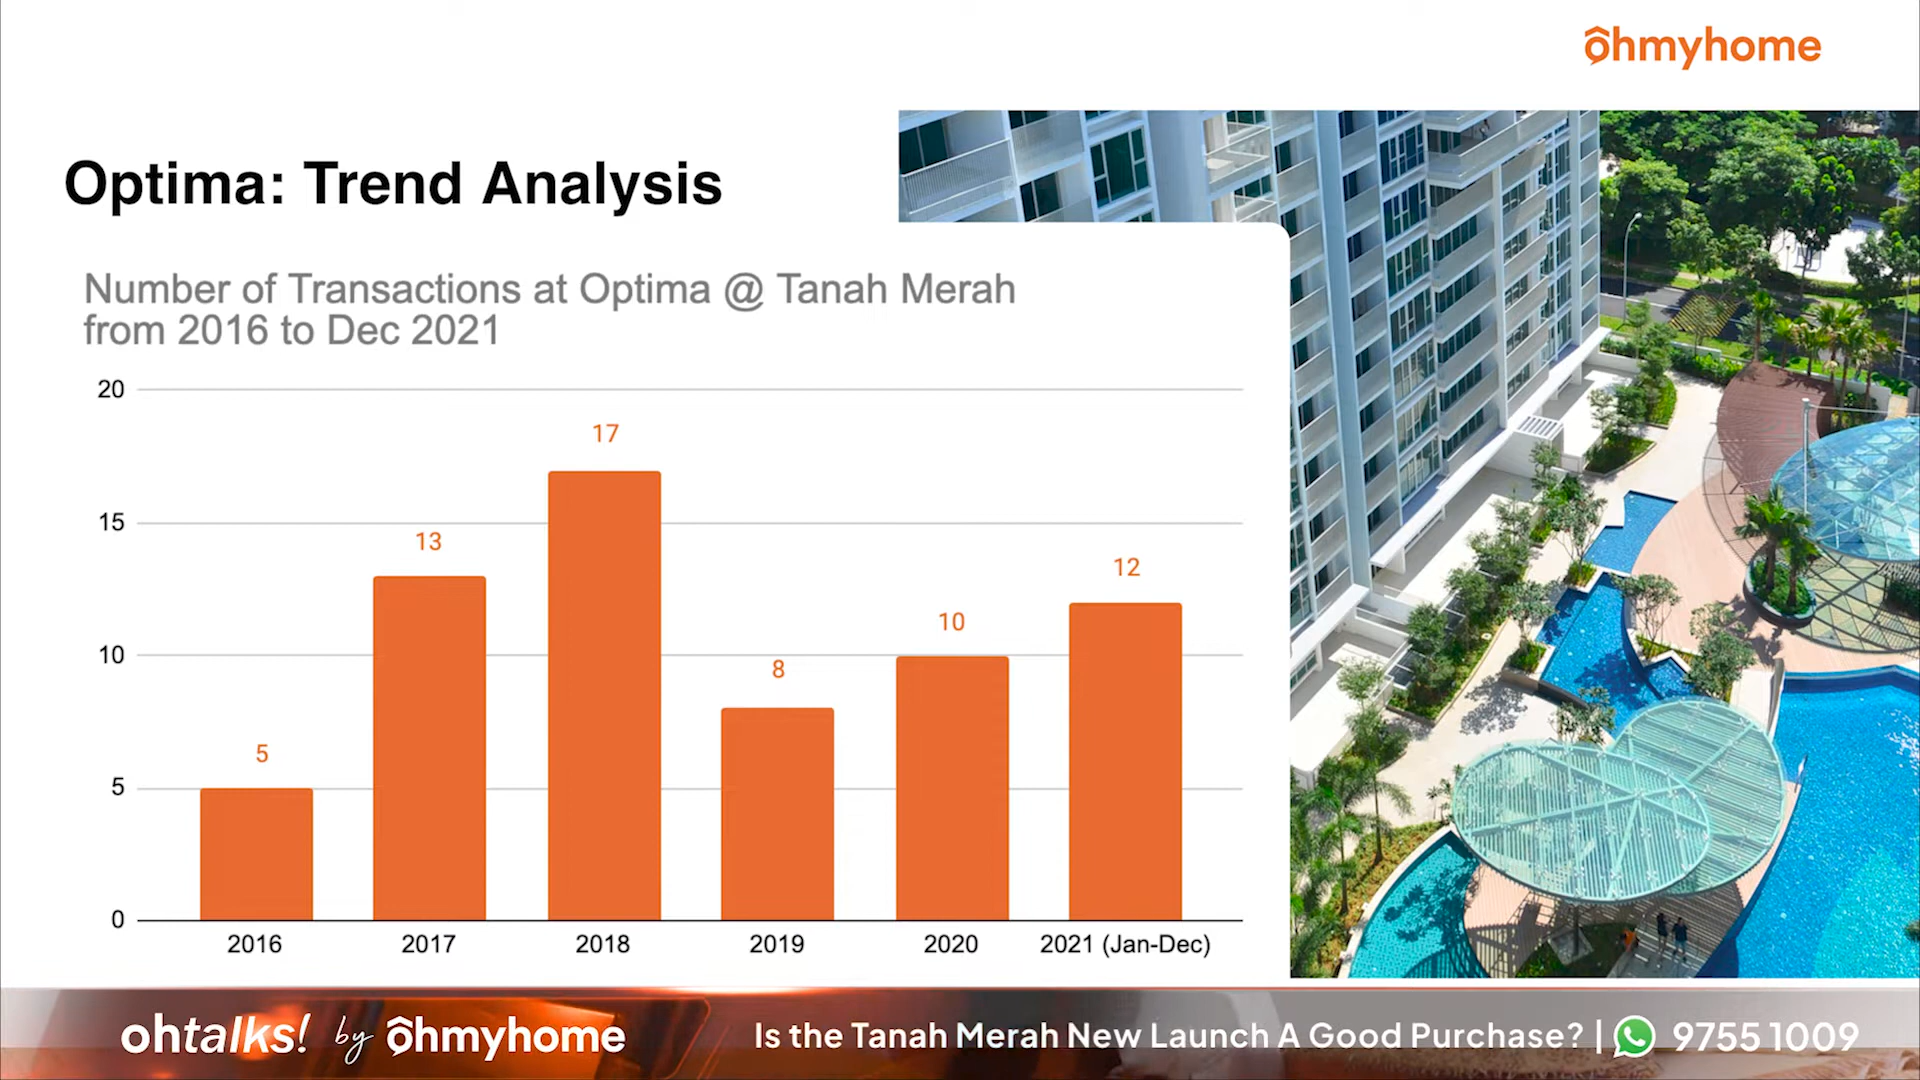 ohmyhome
Optima: Trend Analysis
Number of Transactions at Optima @ Tanah Merah
from 2016 to Dec 2021
20
15
10
5
0
5
13
17
8
10
12
2016
2017
2018
2019
2020
2021 (Jan-Dec)
ohtalks! by ohmyhome
Is the Tanah Merah New Launch A Good Purchase? | 9755 1009